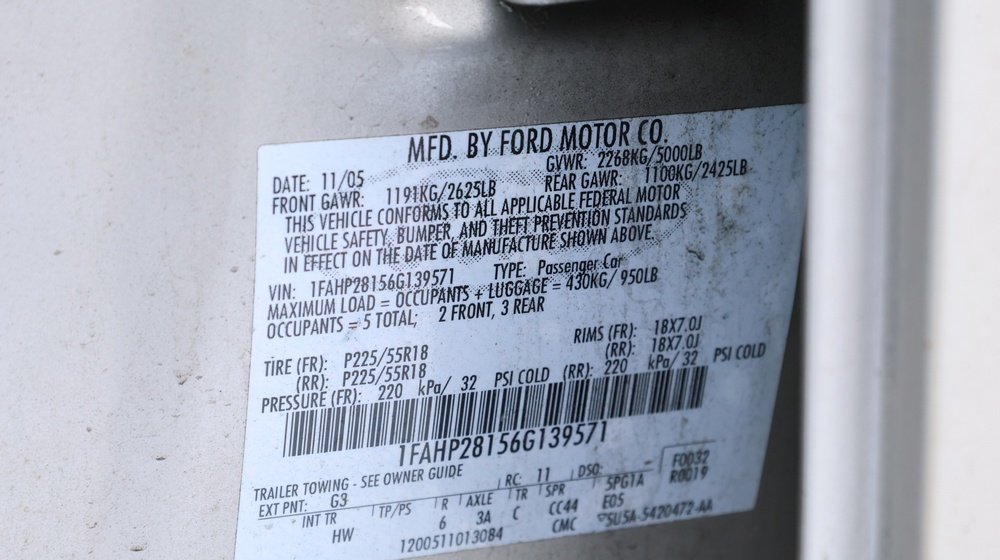 MFD. BY FORD MOTOR CO.
DATE: 11/05 GVWR: 2268KG/5000LB
FRONT GAWR: 1191KG/2625LB REAR GAWR: 1100KG/2425LB
THIS VEHICLE CONFORMS TO ALL APPLICABLE FEDERAL MOTOR
VEHICLE SAFETY, BUMPER, AND THEFT PREVENTION STANDARDS
IN EFFECT ON THE DATE OF MANUFACTURE SHOWN ABOVE.
VIN: 1FAHP28156G139571 TYPE: Passenger Car
MAXIMUM LOAD = OCCUPANTS + LUGGAGE = 430KG/ 950LB
OCCUPANTS = 5 TOTAL; 2 FRONT, 3 REAR
TIRE (FR): P225/55R18 RIMS (FR): 18X7.0J
(RR): P225/55R18 (RR): 18X7.0J
PRESSURE (FR): 220 kPa/ 32 PSI COLD (RR): 220 kPa/ 32 PSI COLD
1FAHP28156G139571
TRAILER TOWING - SEE OWNER GUIDE
EXT PNT: G3 RC: 11 DSO: -- F0032
R0019
INT TR TP/PS R AXLE TR SPR 5PG1A
HW 6 3A C CC44 E05
1200511013084 CMC 5U5A-5420472-AA